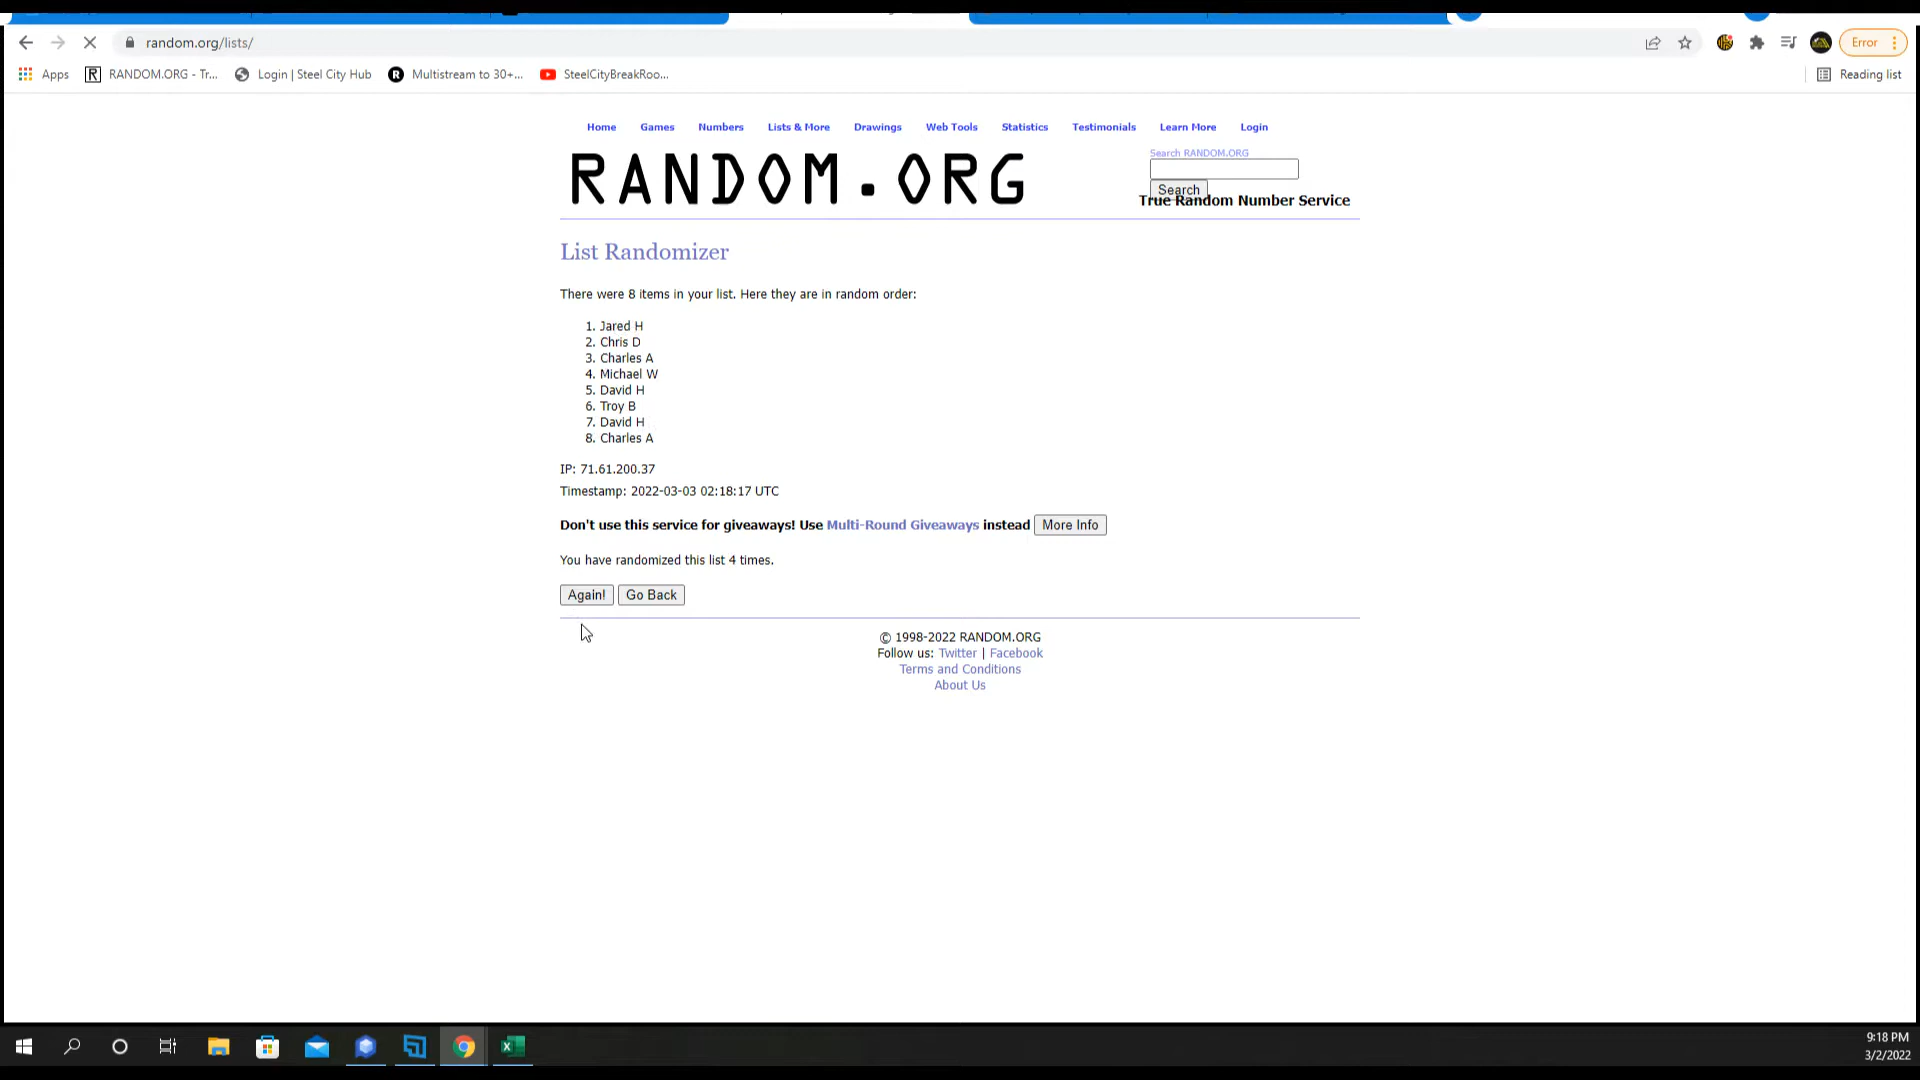 random.org/lists/
Error
Apps
RANDOM.ORG - Tr...
Login | Steel City Hub
Multistream to 30+...
SteelCityBreakRoo...
Reading list
Home Games Numbers Lists & More Drawings Web Tools Statistics Testimonials Learn More Login
Search RANDOM.ORG
RANDOM.ORG
Search
True Random Number Service
List Randomizer
There were 8 items in your list. Here they are in random order:
1. Jared H
2. Chris D
3. Charles A
4. Michael W
5. David H
6. Troy B
7. David H
8. Charles A
IP: 71.61.200.37
Timestamp: 2022-03-03 02:18:17 UTC
Don't use this service for giveaways! Use Multi-Round Giveaways instead More Info
You have randomized this list 4 times.
Again! Go Back
© 1998-2022 RANDOM.ORG
Follow us: Twitter | Facebook
Terms and Conditions
About Us
9:18 PM
3/2/2022